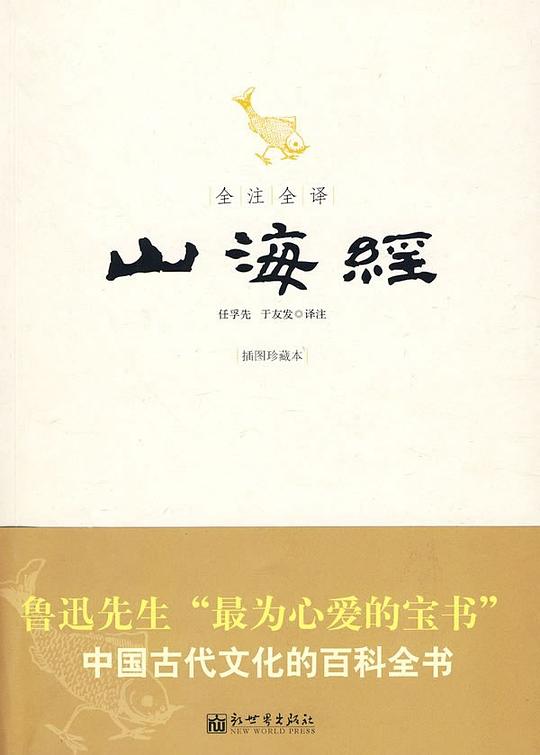 全注全译
山海經
任孚先 于友发◎译注
插图珍藏本
鲁迅先生“最为心爱的宝书”
中国古代文化的百科全书
新世界出版社
NEW WORLD PRESS